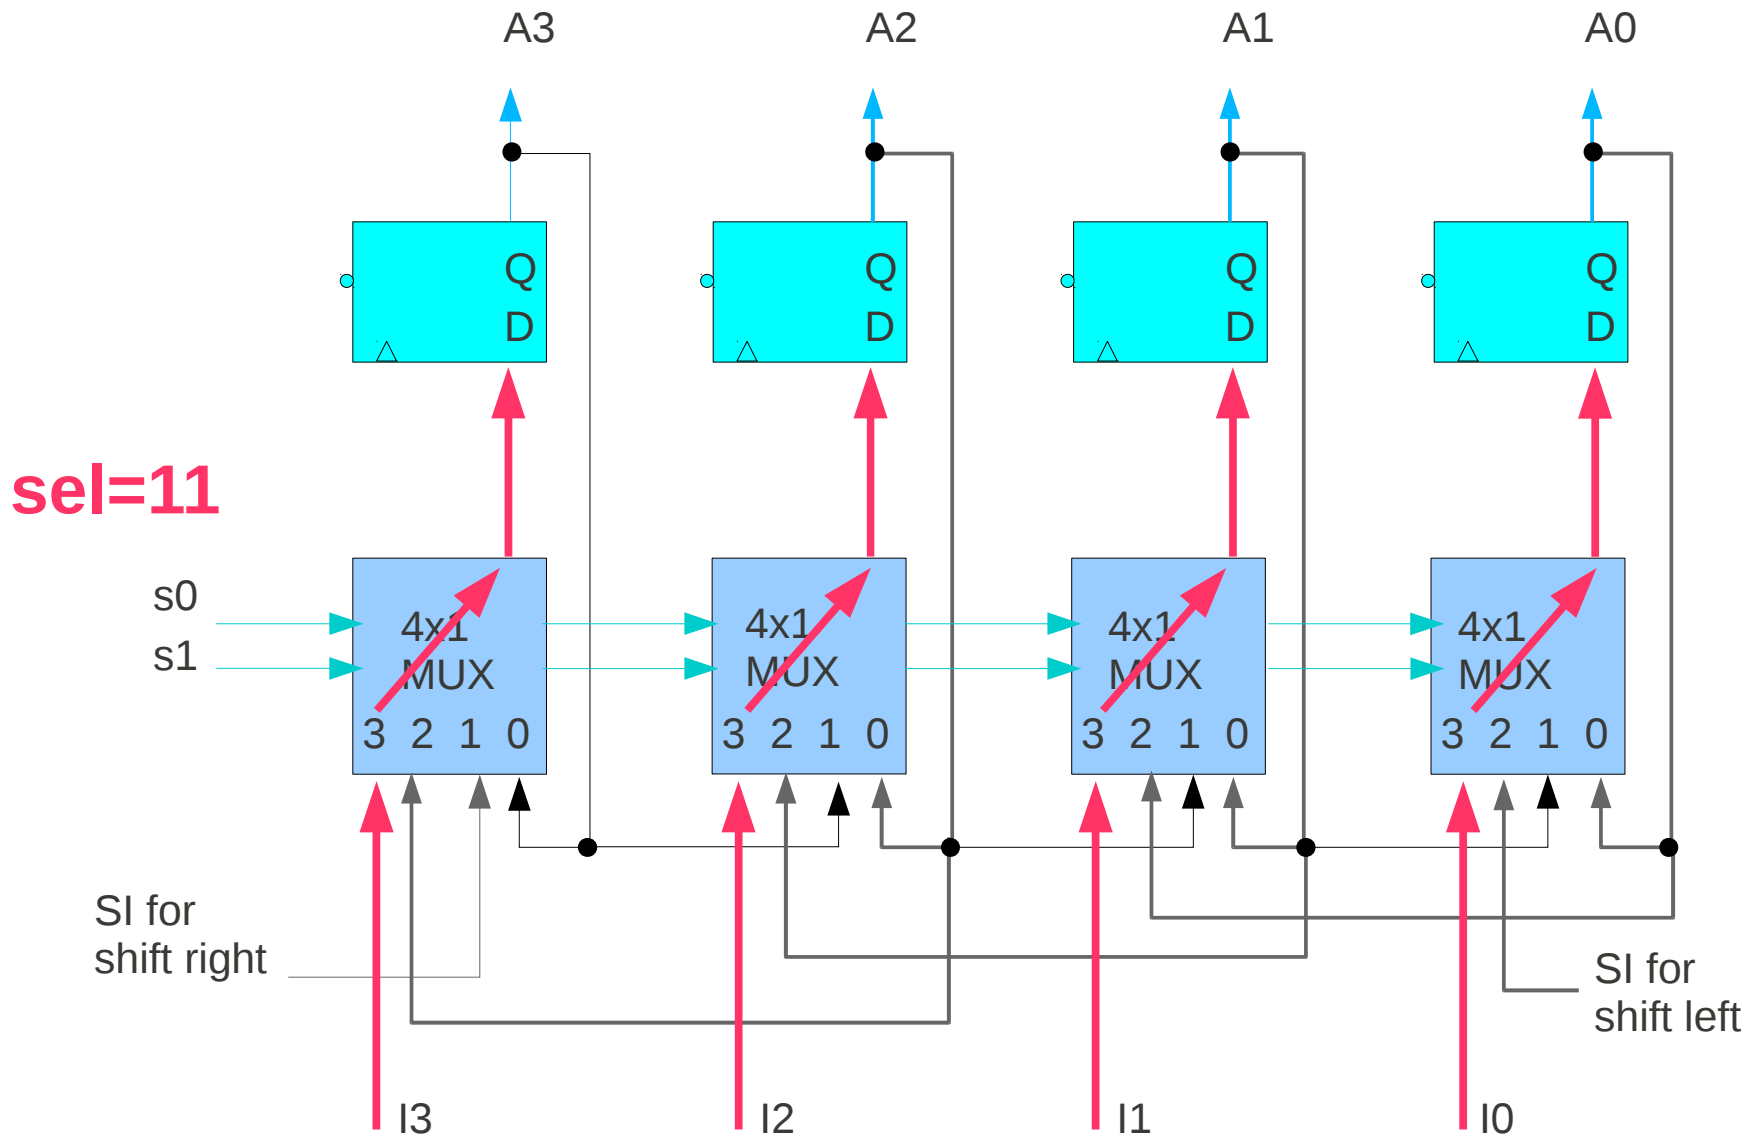 A3 A2 A1 A0
Q Q Q Q
D D D D
sel=11
s0
s1
4x1 4x1 4x1 4x1
MUX MUX MUX MUX
3 2 1 0 3 2 1 0 3 2 1 0 3 2 1 0
SI for
shift right
SI for
shift left
I3 I2 I1 I0